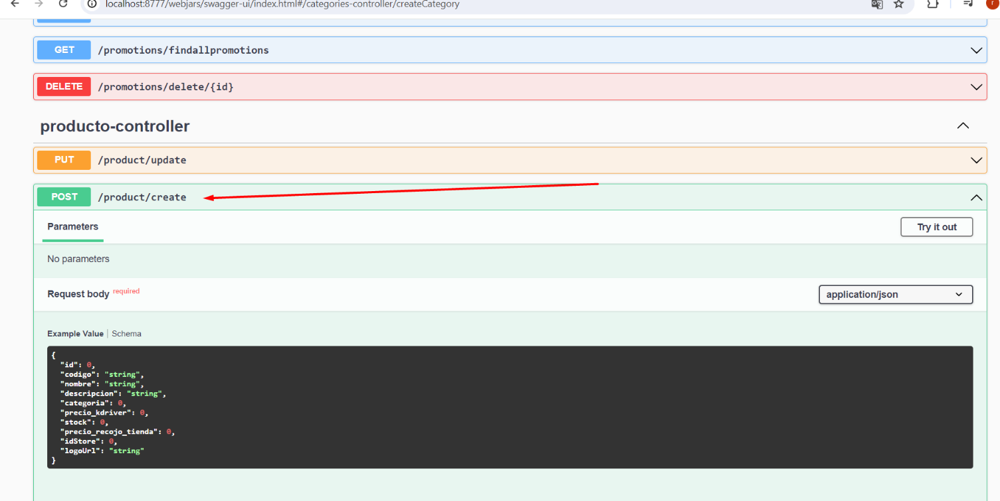 localhost:8777/webjars/swagger-ui/index.html#/categories-controller/createCategory
r
GET /promotions/findallpromotions
DELETE /promotions/delete/{id}
producto-controller
PUT /product/update
POST /product/create
Parameters
Try it out
No parameters
Request body required
application/json
Example Value | Schema
{
"id": 0,
"codigo": "string",
"nombre": "string",
"descripcion": "string",
"categoria": 0,
"precio_kdriver": 0,
"stock": 0,
"precio_recojo_tienda": 0,
"idStore": 0,
"logoUrl": "string"
}